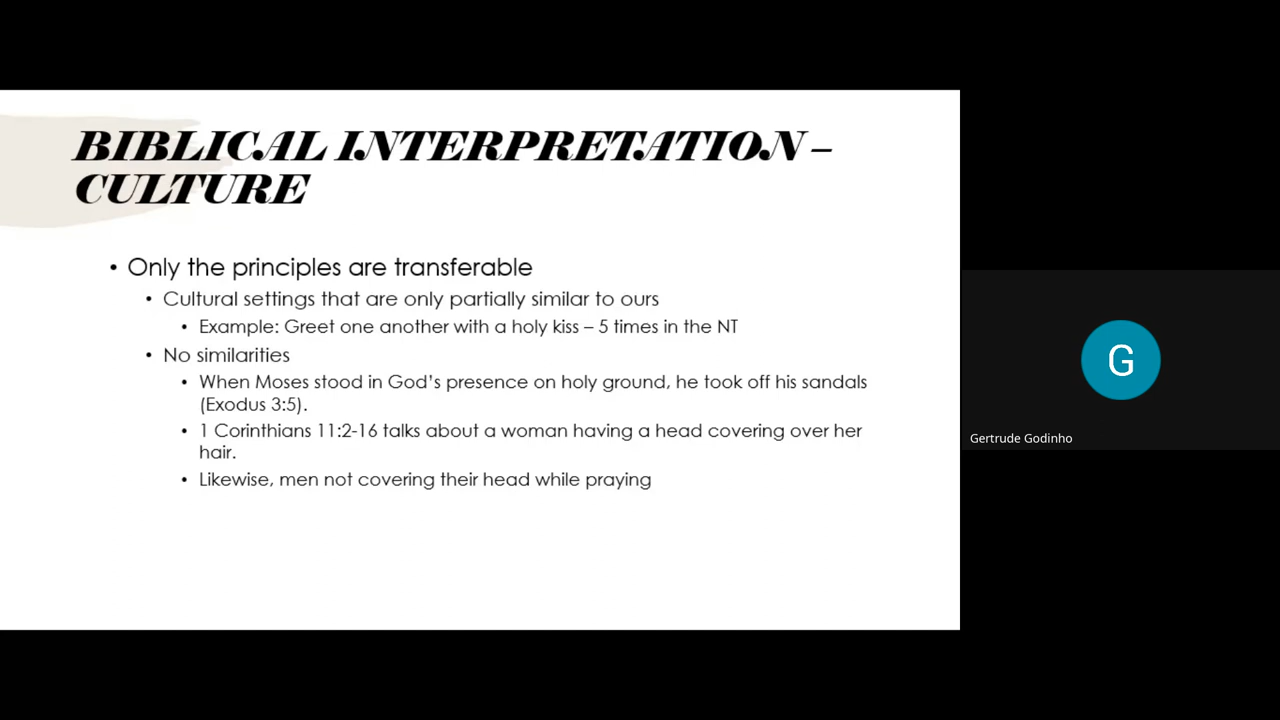 BIBLICAL INTERPRETATION –
CULTURE
• Only the principles are transferable
• Cultural settings that are only partially similar to ours
• Example: Greet one another with a holy kiss – 5 times in the NT
• No similarities
• When Moses stood in God's presence on holy ground, he took off his sandals
(Exodus 3:5).
• 1 Corinthians 11:2-16 talks about a woman having a head covering over her
hair.
• Likewise, men not covering their head while praying
G
Gertrude Godinho